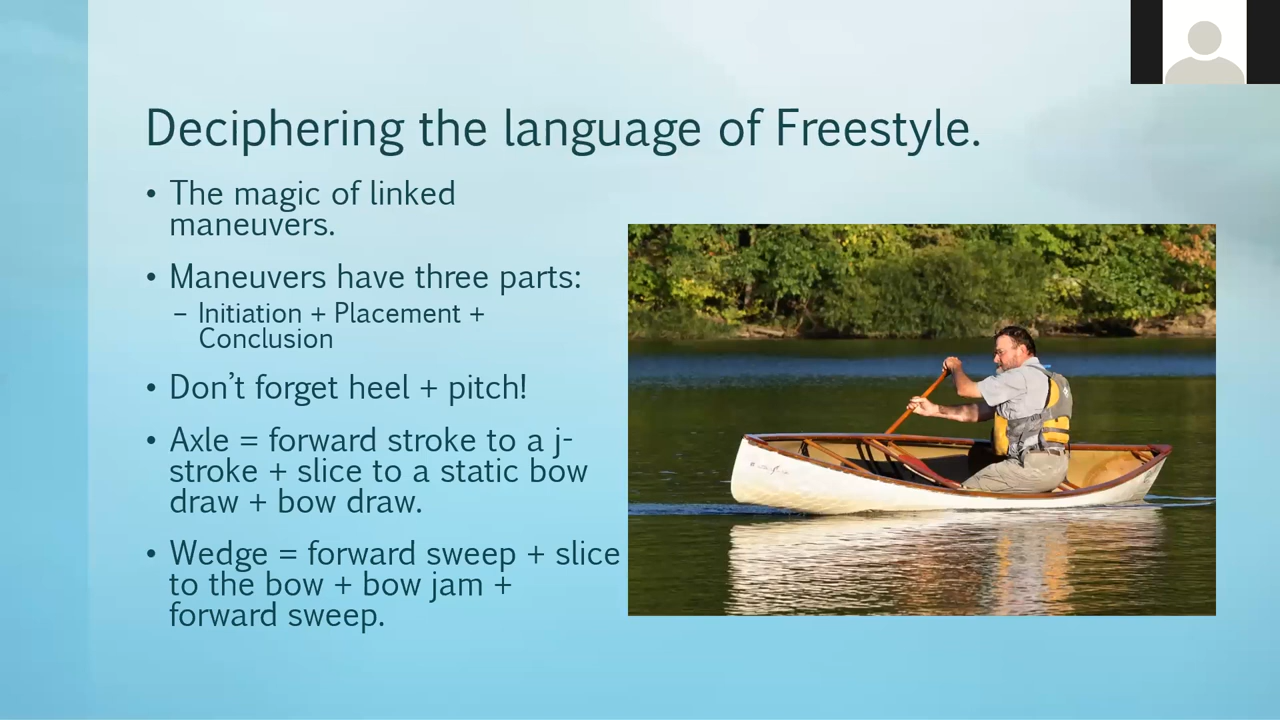 Deciphering the language of Freestyle.
• The magic of linked
maneuvers.
• Maneuvers have three parts:
– Initiation + Placement +
Conclusion
• Don’t forget heel + pitch!
• Axle = forward stroke to a j-
stroke + slice to a static bow
draw + bow draw.
• Wedge = forward sweep + slice
to the bow + bow jam +
forward sweep.